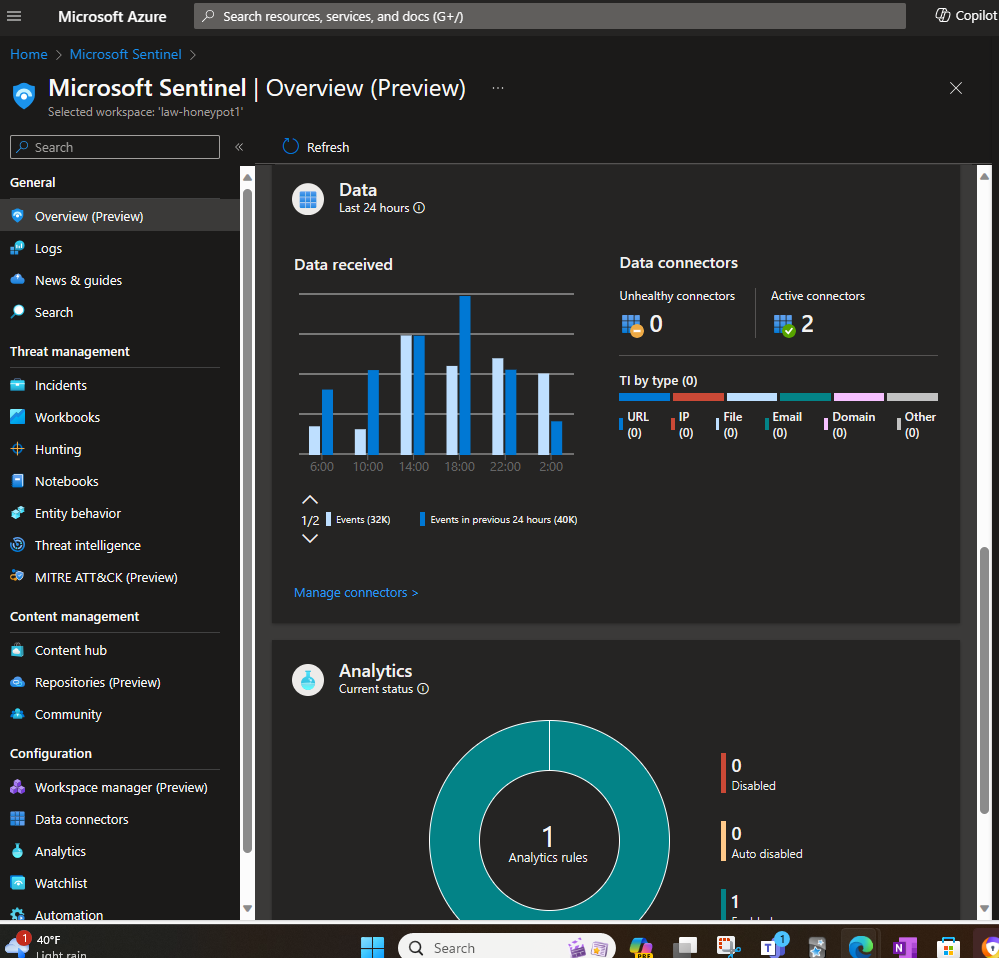 Microsoft Azure
Search resources, services, and docs (G+/)
Copilot
Home > Microsoft Sentinel >
Microsoft Sentinel | Overview (Preview) ...
Selected workspace: 'law-honeypot1'
Search
«
Refresh
General
Overview (Preview)
Logs
News & guides
Search
Threat management
Incidents
Workbooks
Hunting
Notebooks
Entity behavior
Threat intelligence
MITRE ATT&CK (Preview)
Content management
Content hub
Repositories (Preview)
Community
Configuration
Workspace manager (Preview)
Data connectors
Analytics
Watchlist
Automation
Data
Last 24 hours
Data received
6:00 10:00 14:00 18:00 22:00 2:00
1/2 Events (32K) Events in previous 24 hours (40K)
Manage connectors >
Data connectors
Unhealthy connectors Active connectors
0 2
TI by type (0)
URL IP File Email Domain Other
(0) (0) (0) (0) (0) (0)
Analytics
Current status
1
Analytics rules
0
Disabled
0
Auto disabled
1
Enabled
1
40°F
Light rain
Search
PRE
1